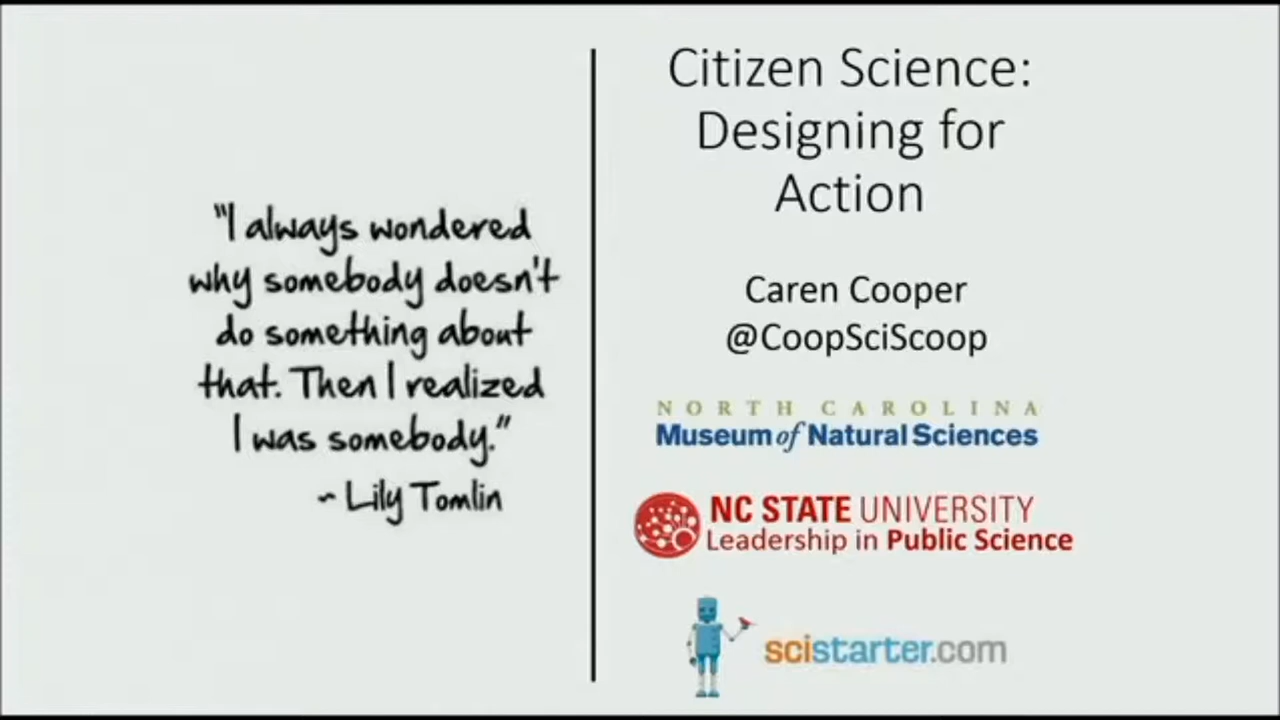 "I always wondered
why somebody doesn't
do something about
that. Then I realized
I was somebody."
~ Lily Tomlin
Citizen Science:
Designing for
Action
Caren Cooper
@CoopSciScoop
NORTH CAROLINA
Museum of Natural Sciences
NC STATE UNIVERSITY
Leadership in Public Science
scistarter.com